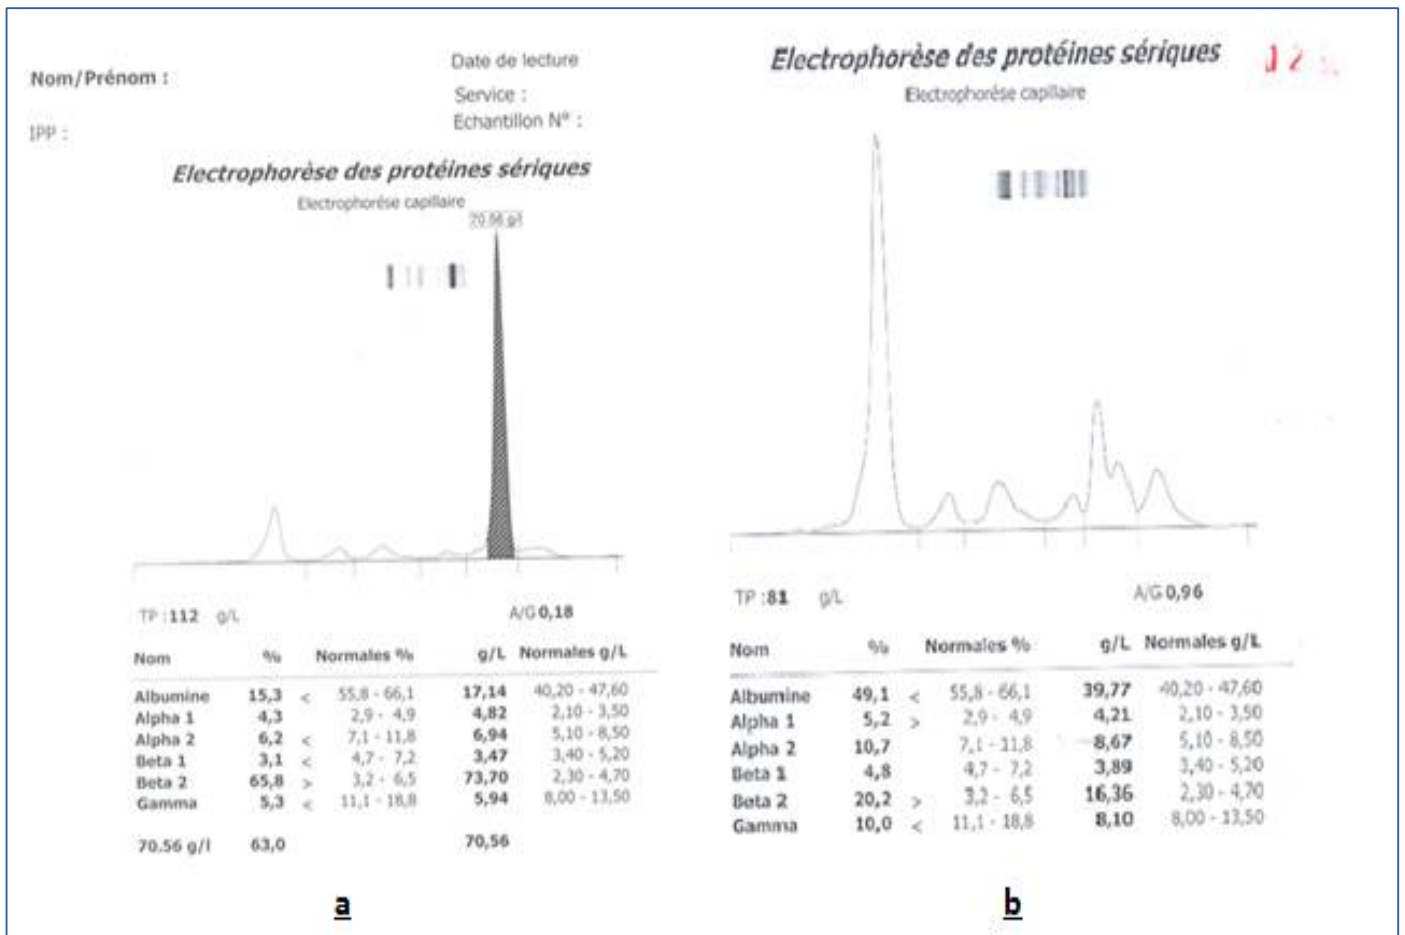 Nom/Prénom :
IPP :
Date de lecture
Service :
Echantillon N° :
Electrophorèse des protéines sériques
Electrophorèse capillaire
70.56 g/l
TP :112 g/L A/G 0,18
Nom % Normales % g/L Normales g/L
Albumine 15,3 < 55,8 - 66,1 17,14 40,20 - 47,60
Alpha 1 4,3 2,9 - 4,9 4,82 2,10 - 3,50
Alpha 2 6,2 < 7,1 - 11,8 6,94 5,10 - 8,50
Beta 1 3,1 < 4,7 - 7,2 3,47 3,40 - 5,20
Beta 2 65,8 > 3,2 - 6,5 73,70 2,30 - 4,70
Gamma 5,3 < 11,1 - 18,8 5,94 8,00 - 13,50
70.56 g/l 63,0 70,56
a
Electrophorèse des protéines sériques
Electrophorèse capillaire
TP :81 g/L A/G 0,96
Nom % Normales % g/L Normales g/L
Albumine 49,1 < 55,8 - 66,1 39,77 40,20 - 47,60
Alpha 1 5,2 > 2,9 - 4,9 4,21 2,10 - 3,50
Alpha 2 10,7 7,1 - 11,8 8,67 5,10 - 8,50
Beta 1 4,8 4,7 - 7,2 3,89 3,40 - 5,20
Beta 2 20,2 > 3,2 - 6,5 16,36 2,30 - 4,70
Gamma 10,0 < 11,1 - 18,8 8,10 8,00 - 13,50
b